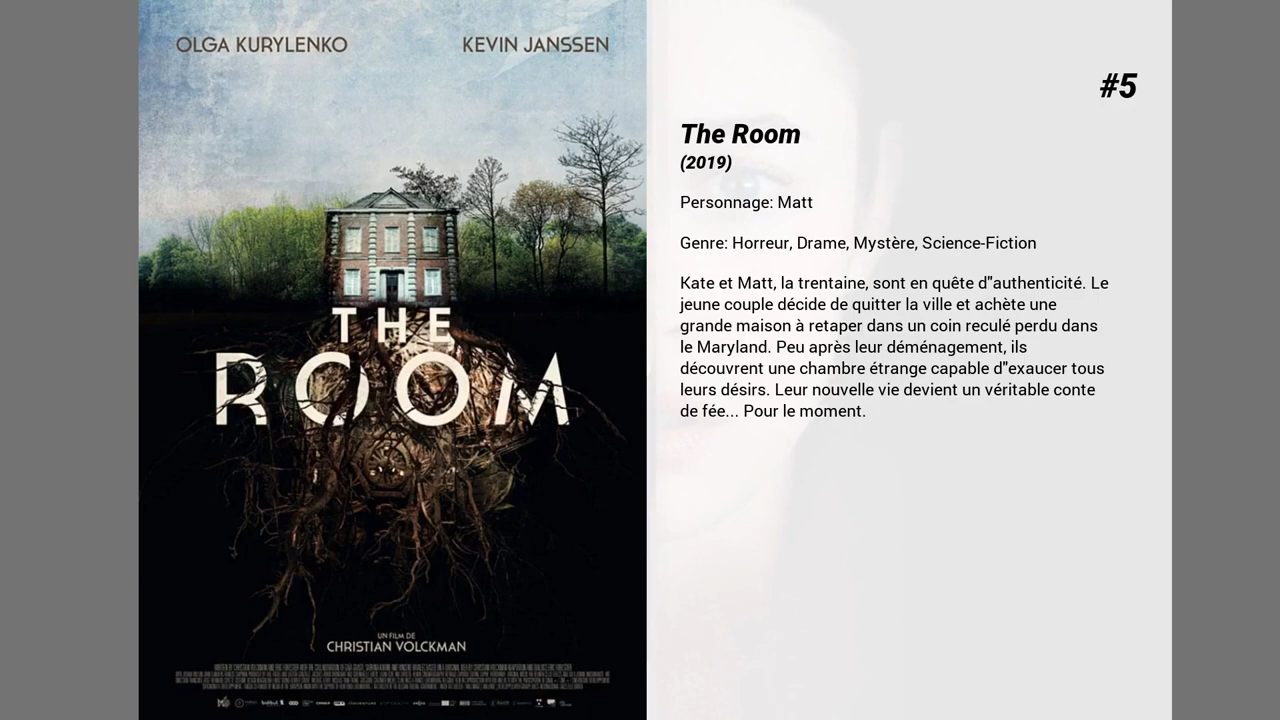 OLGA KURYLENKO
KEVIN JANSSEN
THE
ROOM
UN FILM DE
CHRISTIAN VOLCKMAN
#5
The Room
(2019)
Personnage: Matt
Genre: Horreur, Drame, Mystère, Science-Fiction
Kate et Matt, la trentaine, sont en quête d"authenticité. Le
jeune couple décide de quitter la ville et achète une
grande maison à retaper dans un coin reculé perdu dans
le Maryland. Peu après leur déménagement, ils
découvrent une chambre étrange capable d"exaucer tous
leurs désirs. Leur nouvelle vie devient un véritable conte
de fée... Pour le moment.